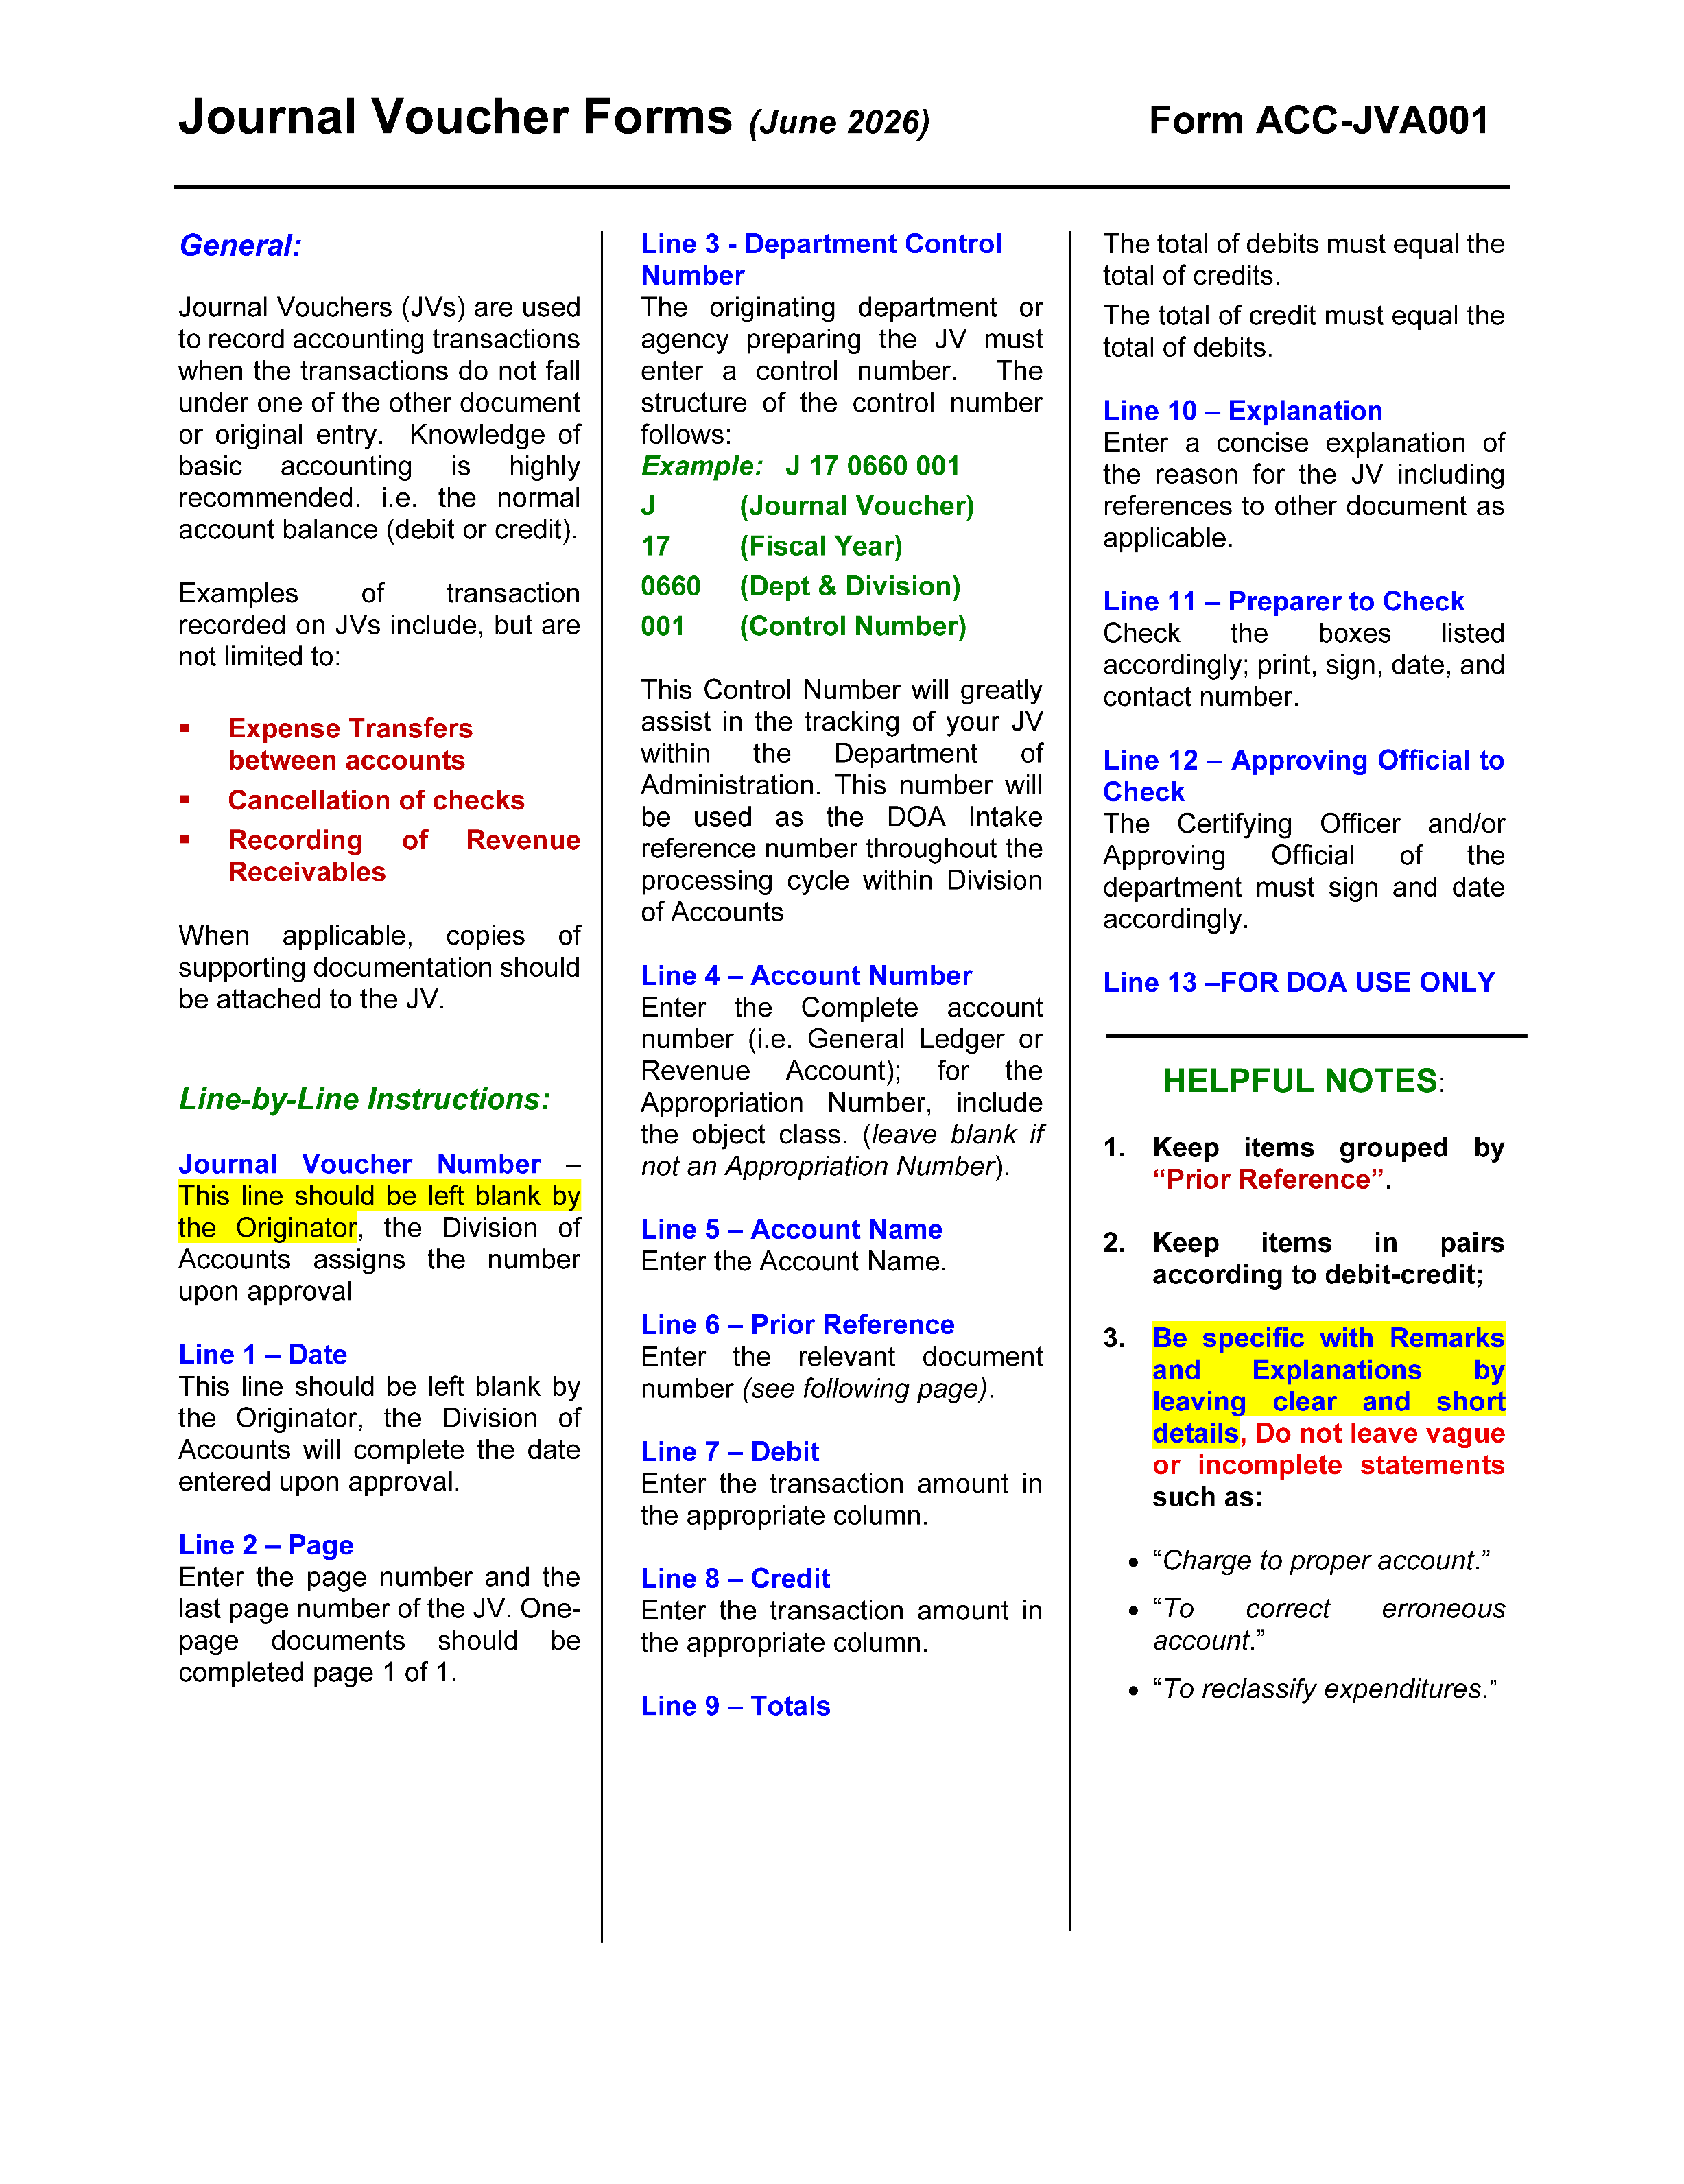 Journal Voucher Forms (June 2026) Form ACC-JVA001
General:
Journal Vouchers (JVs) are used
to record accounting transactions
when the transactions do not fall
under one of the other document
or original entry. Knowledge of
basic accounting is highly
recommended. i.e. the normal
account balance (debit or credit).
Examples of transaction
recorded on JVs include, but are
not limited to:
▪ Expense Transfers
between accounts
▪ Cancellation of checks
▪ Recording of Revenue
Receivables
When applicable, copies of
supporting documentation should
be attached to the JV.
Line-by-Line Instructions:
Journal Voucher Number –
This line should be left blank by
the Originator, the Division of
Accounts assigns the number
upon approval
Line 1 – Date
This line should be left blank by
the Originator, the Division of
Accounts will complete the date
entered upon approval.
Line 2 – Page
Enter the page number and the
last page number of the JV. One-
page documents should be
completed page 1 of 1.
Line 3 - Department Control
Number
The originating department or
agency preparing the JV must
enter a control number. The
structure of the control number
follows:
Example: J 17 0660 001
J (Journal Voucher)
17 (Fiscal Year)
0660 (Dept & Division)
001 (Control Number)
This Control Number will greatly
assist in the tracking of your JV
within the Department of
Administration. This number will
be used as the DOA Intake
reference number throughout the
processing cycle within Division
of Accounts
Line 4 – Account Number
Enter the Complete account
number (i.e. General Ledger or
Revenue Account); for the
Appropriation Number, include
the object class. (leave blank if
not an Appropriation Number).
Line 5 – Account Name
Enter the Account Name.
Line 6 – Prior Reference
Enter the relevant document
number (see following page).
Line 7 – Debit
Enter the transaction amount in
the appropriate column.
Line 8 – Credit
Enter the transaction amount in
the appropriate column.
Line 9 – Totals
The total of debits must equal the
total of credits.
The total of credit must equal the
total of debits.
Line 10 – Explanation
Enter a concise explanation of
the reason for the JV including
references to other document as
applicable.
Line 11 – Preparer to Check
Check the boxes listed
accordingly; print, sign, date, and
contact number.
Line 12 – Approving Official to
Check
The Certifying Officer and/or
Approving Official of the
department must sign and date
accordingly.
Line 13 –FOR DOA USE ONLY
HELPFUL NOTES:
1. Keep items grouped by
“Prior Reference”.
2. Keep items in pairs
according to debit-credit;
3. Be specific with Remarks
and Explanations by
leaving clear and short
details, Do not leave vague
or incomplete statements
such as:
• “Charge to proper account.”
• “To correct erroneous
account.”
• “To reclassify expenditures.”